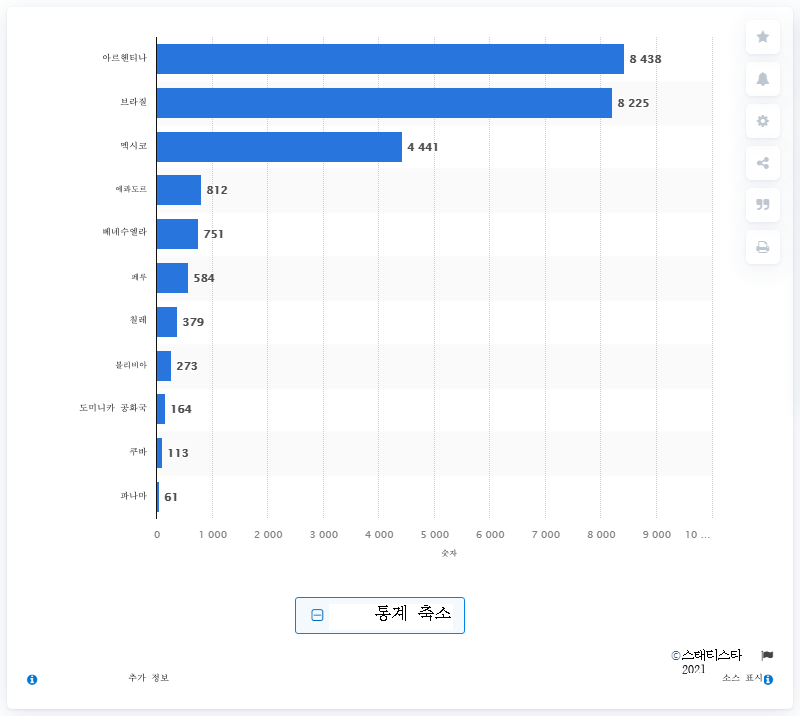 아르헨티나 8 438
브라질 8 225
멕시코 4 441
에콰도르 812
베네수엘라 751
페루 584
칠레 379
볼리비아 273
도미니카 공화국 164
쿠바 113
파나마 61
0 1 000 2 000 3 000 4 000 5 000 6 000 7 000 8 000 9 000 10 ...
숫자
통계 축소
©스태티스타
2021
추가 정보 소스 표시